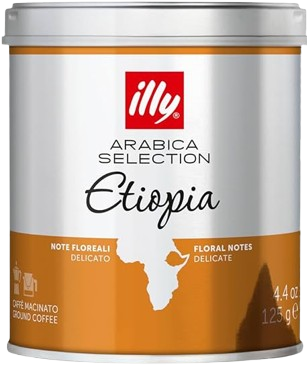 illy
ARABICA
SELECTION
Etiopia
NOTE FLOREALI
DELICATO
FLORAL NOTES
DELICATE
CAFFÈ MACINATO
GROUND COFFEE
4.4 oz
125 g e